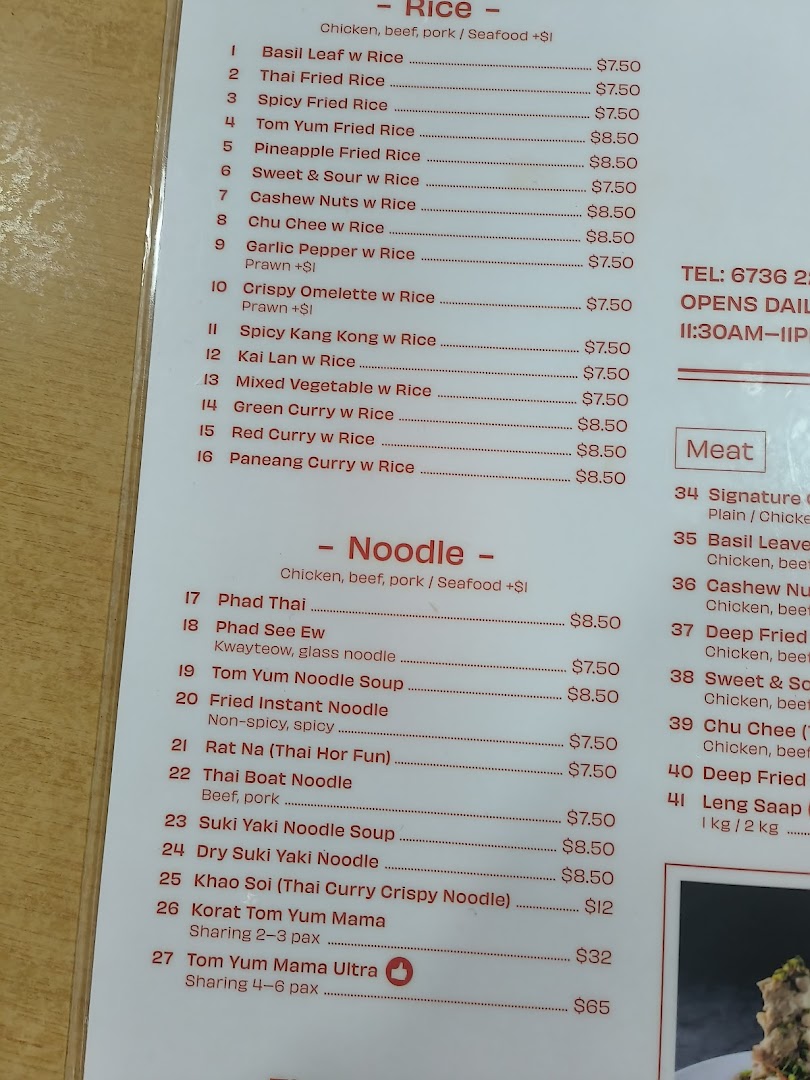 - Rice -
Chicken, beef, pork / Seafood +$1
1 Basil Leaf w Rice $7.50
2 Thai Fried Rice $7.50
3 Spicy Fried Rice $7.50
4 Tom Yum Fried Rice $8.50
5 Pineapple Fried Rice $8.50
6 Sweet & Sour w Rice $7.50
7 Cashew Nuts w Rice $8.50
8 Chu Chee w Rice $8.50
9 Garlic Pepper w Rice $7.50
Prawn +$1
10 Crispy Omelette w Rice $7.50
Prawn +$1
11 Spicy Kang Kong w Rice $7.50
12 Kai Lan w Rice $7.50
13 Mixed Vegetable w Rice $7.50
14 Green Curry w Rice $8.50
15 Red Curry w Rice $8.50
16 Paneang Curry w Rice $8.50
- Noodle -
Chicken, beef, pork / Seafood +$1
17 Phad Thai $8.50
18 Phad See Ew
Kwayteow, glass noodle $7.50
19 Tom Yum Noodle Soup $8.50
20 Fried Instant Noodle
Non-spicy, spicy $7.50
21 Rat Na (Thai Hor Fun) $7.50
22 Thai Boat Noodle
Beef, pork $7.50
23 Suki Yaki Noodle Soup $8.50
24 Dry Suki Yaki Noodle $8.50
25 Khao Soi (Thai Curry Crispy Noodle) $12
26 Korat Tom Yum Mama
Sharing 2-3 pax $32
27 Tom Yum Mama Ultra
Sharing 4-6 pax $65
TEL: 6736
OPENS
11:30AM-11P
Meat
34 Signature
Plain / Chicke
35 Basil Leave
Chicken, bee
36 Cashew Nu
Chicken, bee
37 Deep Fried
Chicken, bee
38 Sweet & So
Chicken, bee
39 Chu Chee (
Chicken, bee
40 Deep Fried
41 Leng Saap (
1 kg / 2 kg